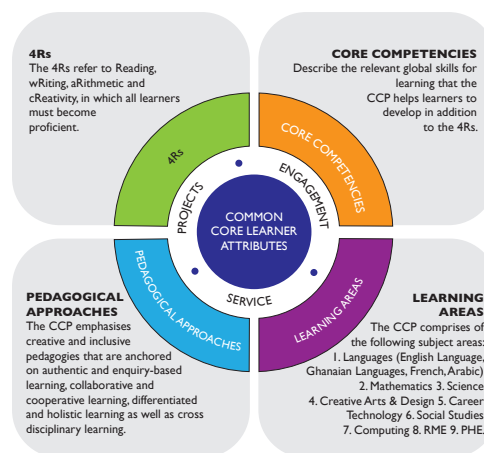 4Rs
The 4Rs refer to Reading,
wRiting, aRithmetic and
cReativity, in which all learners
must become
proficient.
CORE COMPETENCIES
Describe the relevant global skills for
learning that the
CCP helps learners to
develop in addition
to the 4Rs.
4Rs
CORE COMPETENCIES
PROJECTS
ENGAGEMENT
COMMON
CORE LEARNER
ATTRIBUTES
SERVICE
PEDAGOGICAL APPROACHES
LEARNING AREAS
PEDAGOGICAL
APPROACHES
The CCP emphasises
creative and inclusive
pedagogies that are anchored
on authentic and enquiry-based
learning, collaborative and
cooperative learning, differentiated
and holistic learning as well as cross
disciplinary learning.
LEARNING
AREAS
The CCP comprises of
the following subject areas:
1. Languages (English Language,
Ghanaian Languages, French, Arabic)
2. Mathematics 3. Science
4. Creative Arts & Design 5. Career
Technology 6. Social Studies
7. Computing 8. RME 9. PHE.